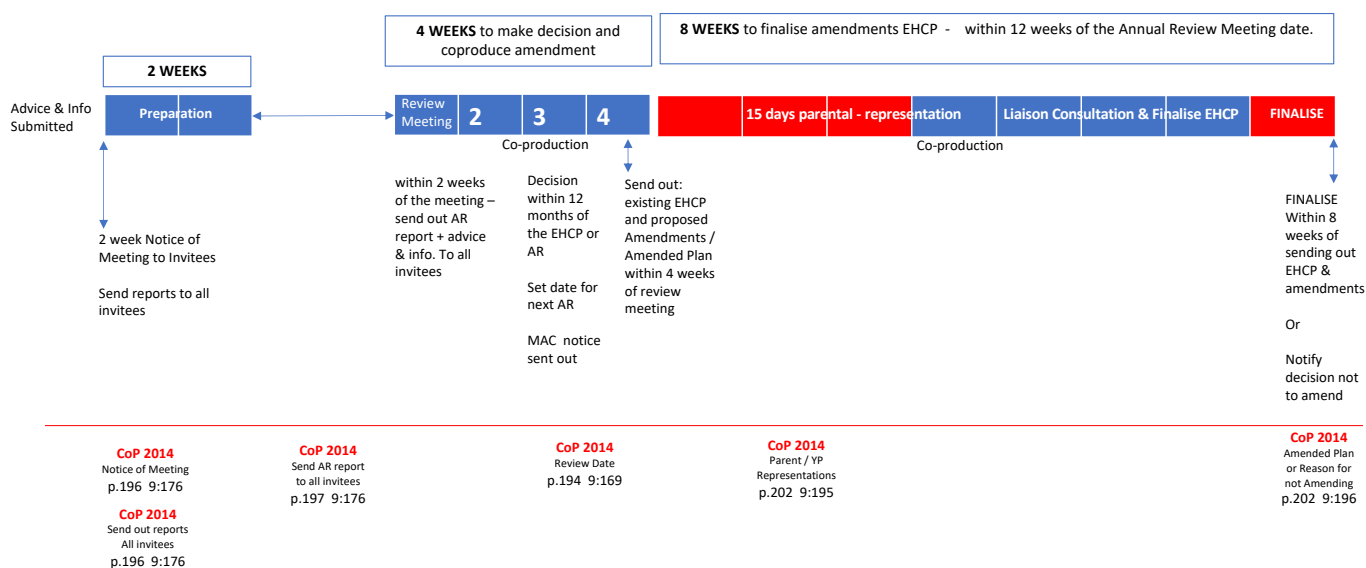 4 WEEKS to make decision and
coproduce amendment
8 WEEKS to finalise amendments EHCP - within 12 weeks of the Annual Review Meeting date.
2 WEEKS
Advice & Info
Submitted
Preparation
Review
Meeting
2
3
4
15 days parental - representation
Liaison Consultation & Finalise EHCP
FINALISE
Co-production
Co-production
2 week Notice of
Meeting to Invitees
Send reports to all
invitees
within 2 weeks
of the meeting –
send out AR
report + advice
& info. To all
invitees
Decision
within 12
months of
the EHCP or
AR
Set date for
next AR
MAC notice
sent out
Send out:
existing EHCP
and proposed
Amendments /
Amended Plan
within 4 weeks
of review
meeting
FINALISE
Within 8
weeks of
sending out
EHCP &
amendments
Or
Notify
decision not
to amend
CoP 2014
Notice of Meeting
p.196 9:176
CoP 2014
Send out reports
All invitees
p.196 9:176
CoP 2014
Send AR report
to all invitees
p.197 9:176
CoP 2014
Review Date
p.194 9:169
CoP 2014
Parent / YP
Representations
p.202 9:195
CoP 2014
Amended Plan
or Reason for
not Amending
p.202 9:196